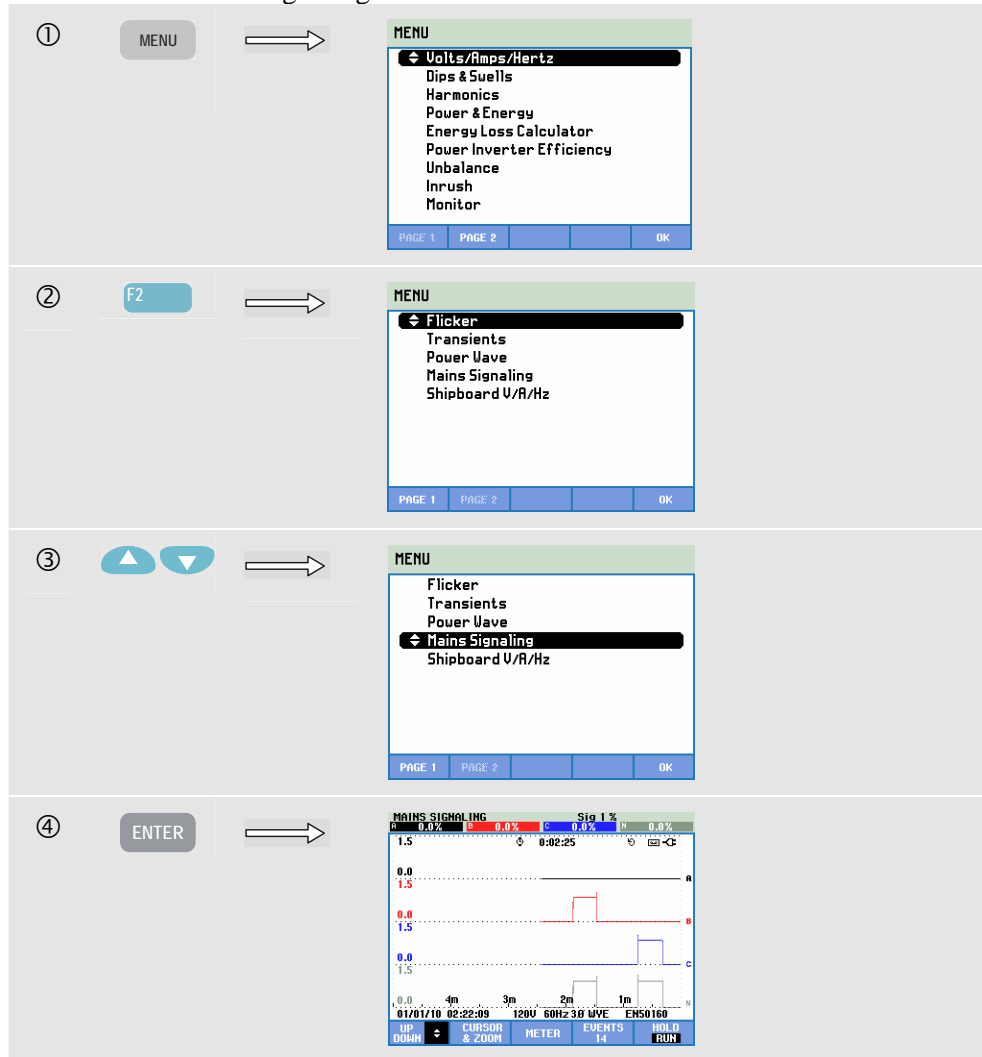 ①
MENU
MENU
Volts/Amps/Hertz
Dips & Swells
Harmonics
Power & Energy
Energy Loss Calculator
Power Inverter Efficiency
Unbalance
Inrush
Monitor
PAGE 1 PAGE 2 OK
②
F2
MENU
Flicker
Transients
Power Wave
Mains Signaling
Shipboard V/A/Hz
PAGE 1 PAGE 2 OK
③
MENU
Flicker
Transients
Power Wave
Mains Signaling
Shipboard V/A/Hz
PAGE 1 PAGE 2 OK
④
ENTER
MAINS SIGNALING Sig 1 %
A 0.0% B 0.0% C 0.0% N 0.0%
1.5 0:02:25
0.0 A
1.5
0.0 B
1.5
0.0 C
1.5
0.0 4m 3m 2m 1m N
01/01/10 02:22:09 120V 60Hz 3Ø WYE EN50160
UP DOWN CURSOR & ZOOM METER EVENTS 14 HOLD RUN